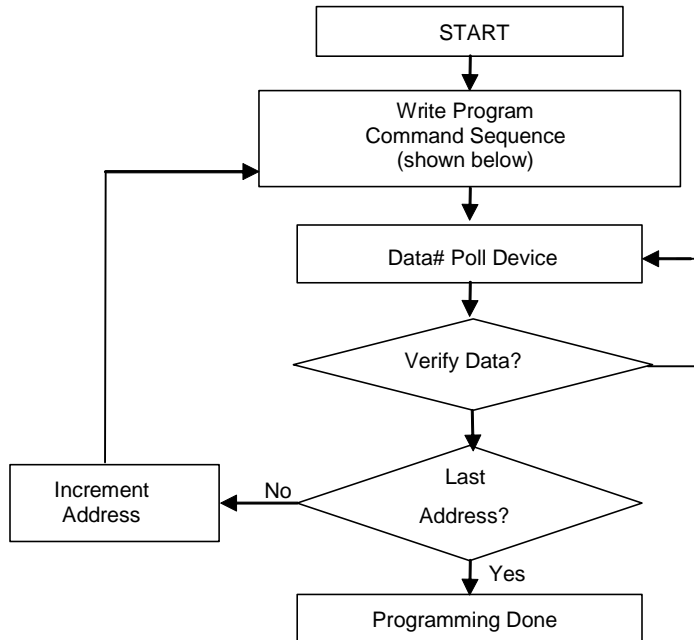 START
Write Program
Command Sequence
(shown below)
Data# Poll Device
Verify Data?
Last
Address?
No
Increment
Address
Yes
Programming Done